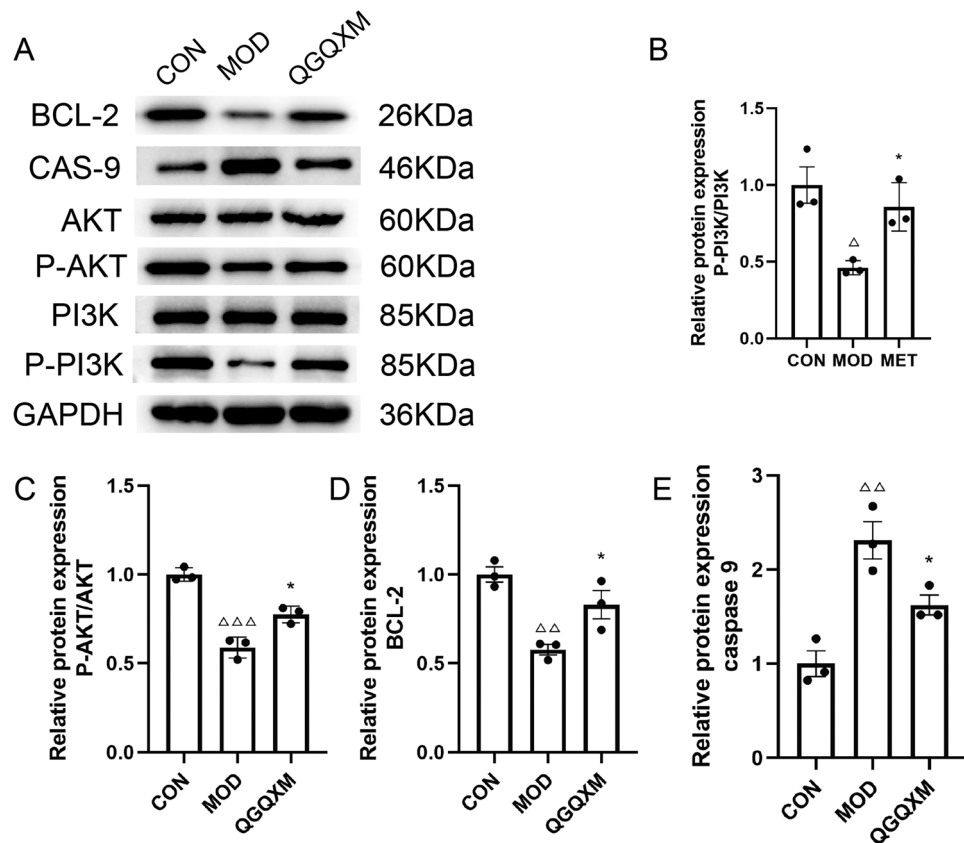 A
CON MOD QGQXM
BCL-2 26KDa
CAS-9 46KDa
AKT 60KDa
P-AKT 60KDa
PI3K 85KDa
P-PI3K 85KDa
GAPDH 36KDa
B
Relative protein expression
P-PI3K/PI3K
1.5
1.0
0.5
0.0
△
*
CON MOD MET
C
Relative protein expression
P-AKT/AKT
1.5
1.0
0.5
0.0
△△△
*
CON MOD QGQXM
D
Relative protein expression
BCL-2
1.5
1.0
0.5
0.0
△△
*
CON MOD QGQXM
E
Relative protein expression
caspase 9
3
2
1
0
△△
*
CON MOD QGQXM